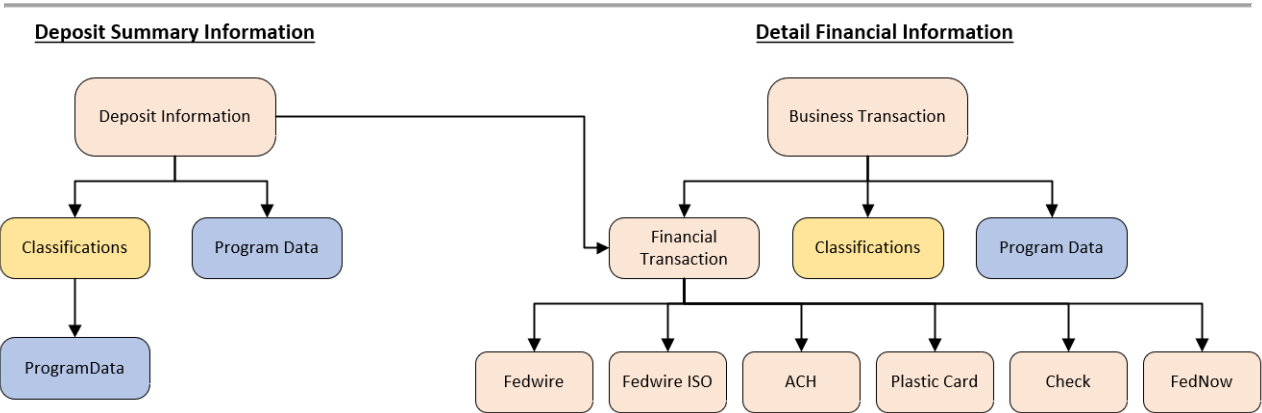 Deposit Summary Information
Detail Financial Information
Deposit Information
Business Transaction
Classifications
Program Data
Financial
Transaction
Classifications
Program Data
ProgramData
Fedwire
Fedwire ISO
ACH
Plastic Card
Check
FedNow